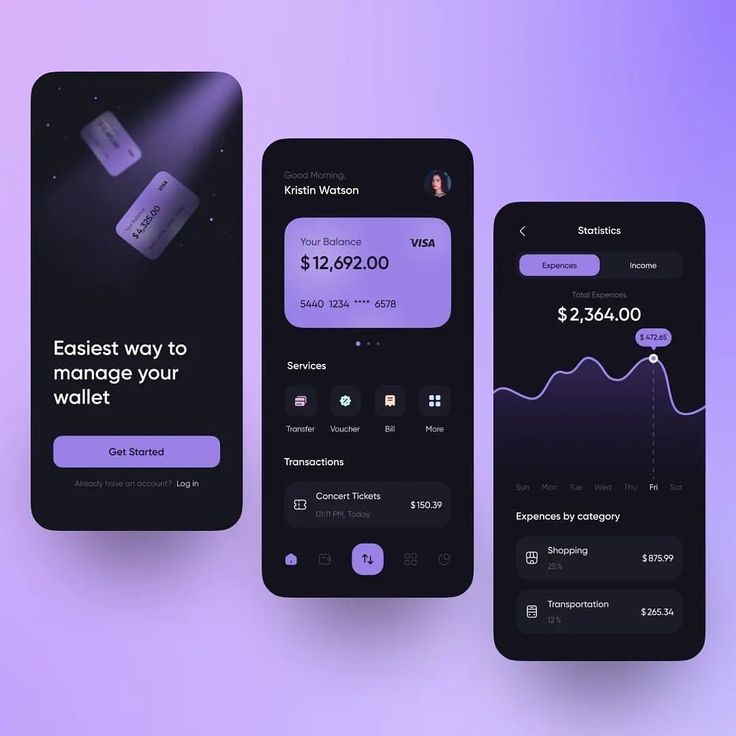 VISA
Your Balance
$4,325.00
Easiest way to
manage your
wallet
Get Started
Already have an account? Log in
Good Morning,
Kristin Watson
Your Balance VISA
$12,692.00
5440 1234 **** 6578
Services
Transfer Voucher Bill More
Transactions
Concert Tickets
$150.39
01:11 PM, Today
Statistics
Expences Income
Total Expences
$2,364.00
$472.65
Sun Mon Tue Wed Thu Fri Sat
Expences by category
Shopping
$875.99
25%
Transportation
$265.34
12%